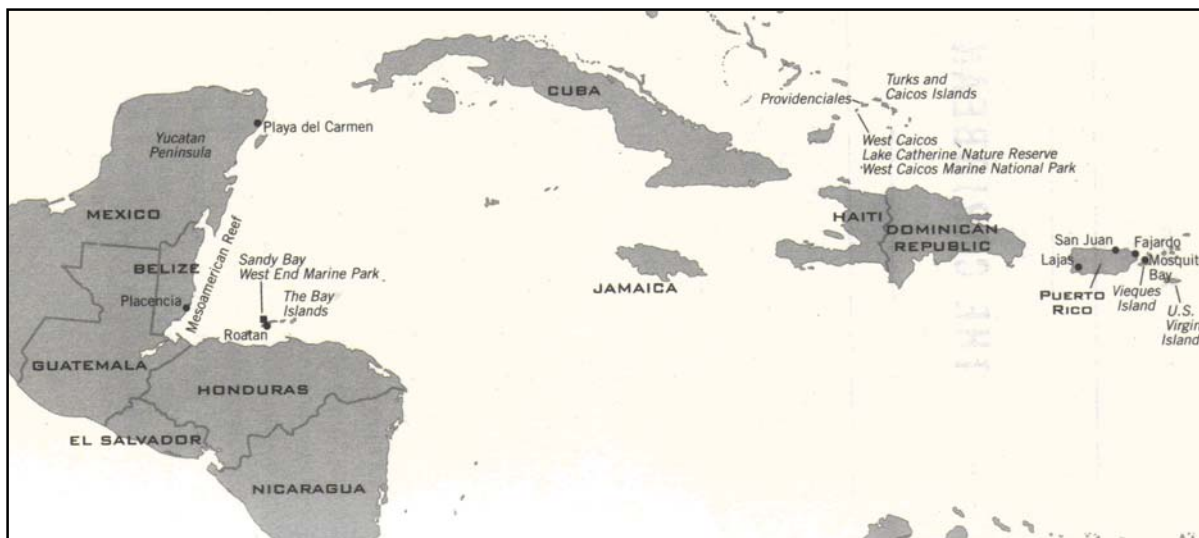 CUBA
Turks and
Caicos Islands
Providenciales
Playa del Carmen
Yucatan
Peninsula
West Caicos
Lake Catherine Nature Reserve
West Caicos Marine National Park
MEXICO
HAITI
DOMINICAN
REPUBLIC
Mesoamerican Reef
BELIZE
Sandy Bay
West End Marine Park
San Juan
Fajardo
Lajas
Mosquit
Bay
JAMAICA
Placencia
The Bay
Islands
PUERTO
RICO
Vieques
Island
U.S.
Virgin
Island
Roatan
GUATEMALA
HONDURAS
EL SALVADOR
NICARAGUA